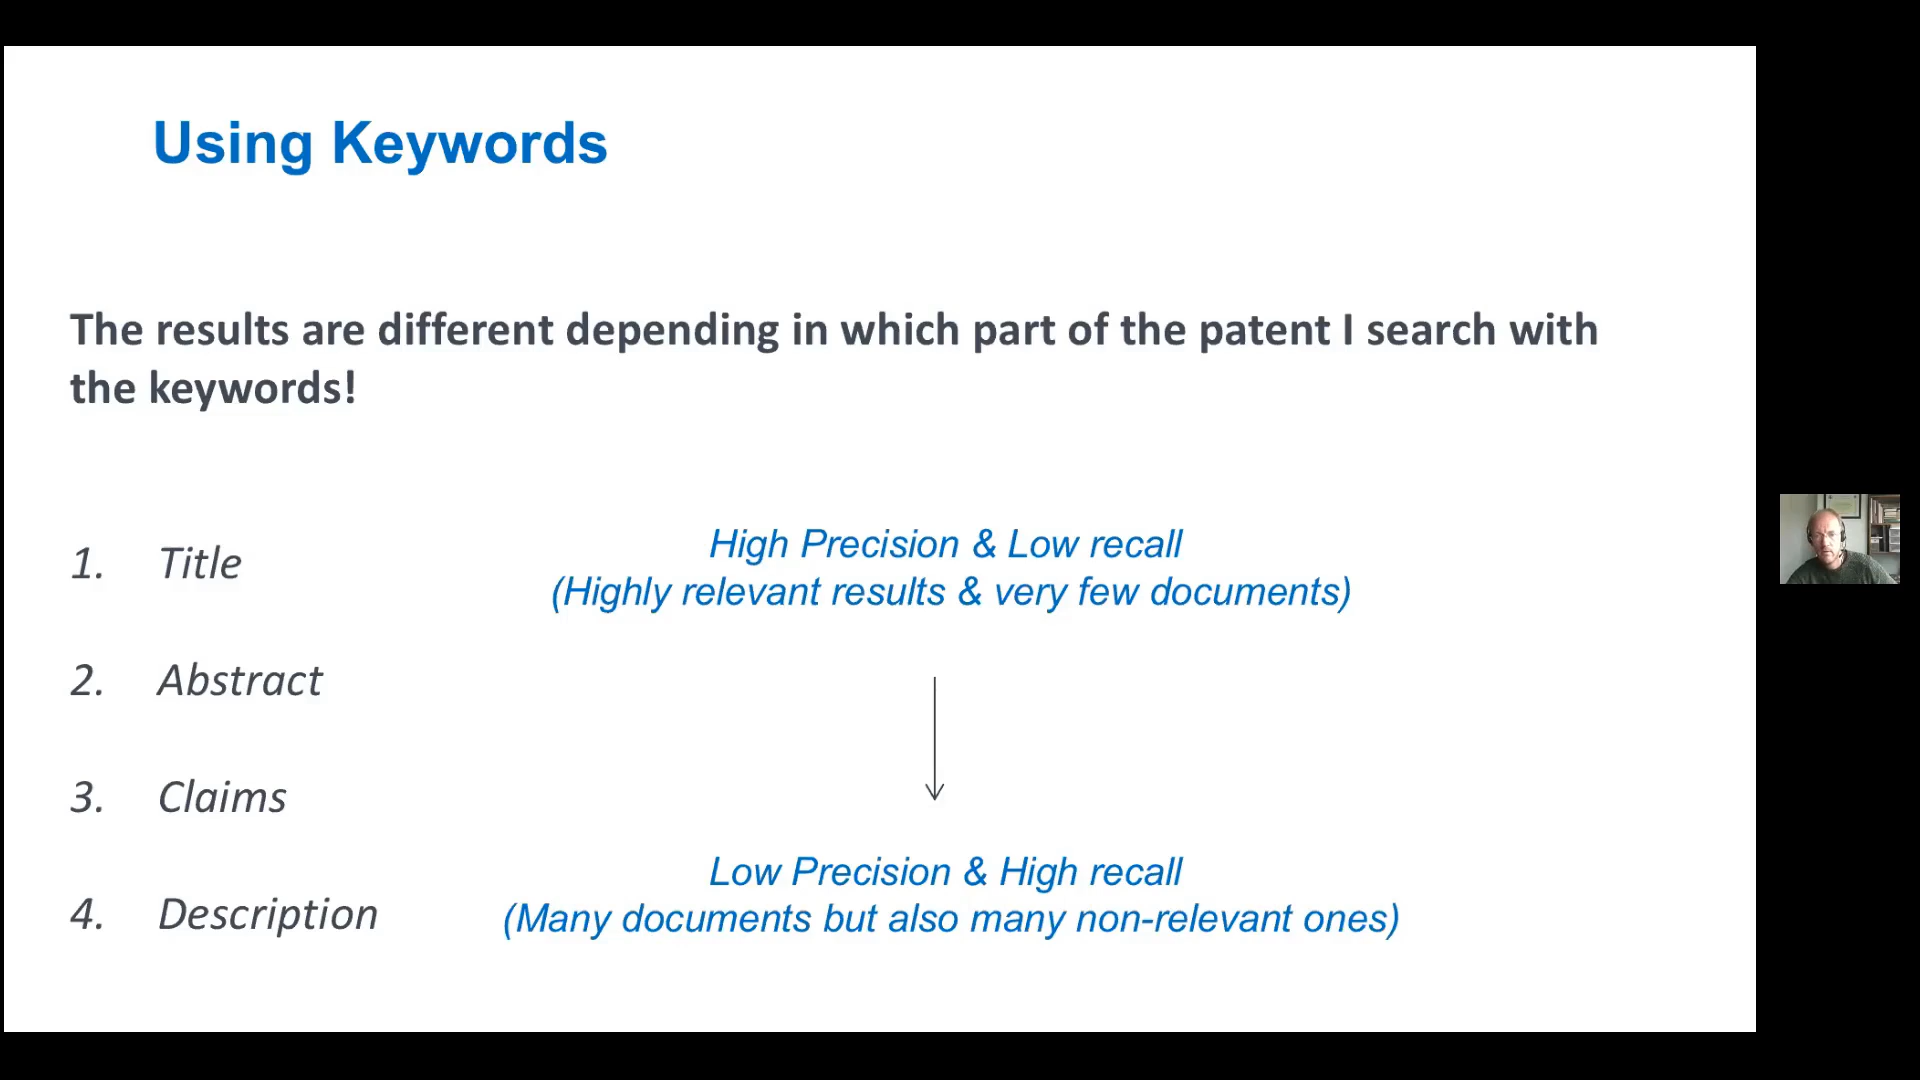 Using Keywords
The results are different depending in which part of the patent I search with
the keywords!
1. Title
High Precision & Low recall
(Highly relevant results & very few documents)
2. Abstract
3. Claims
Low Precision & High recall
4. Description
(Many documents but also many non-relevant ones)